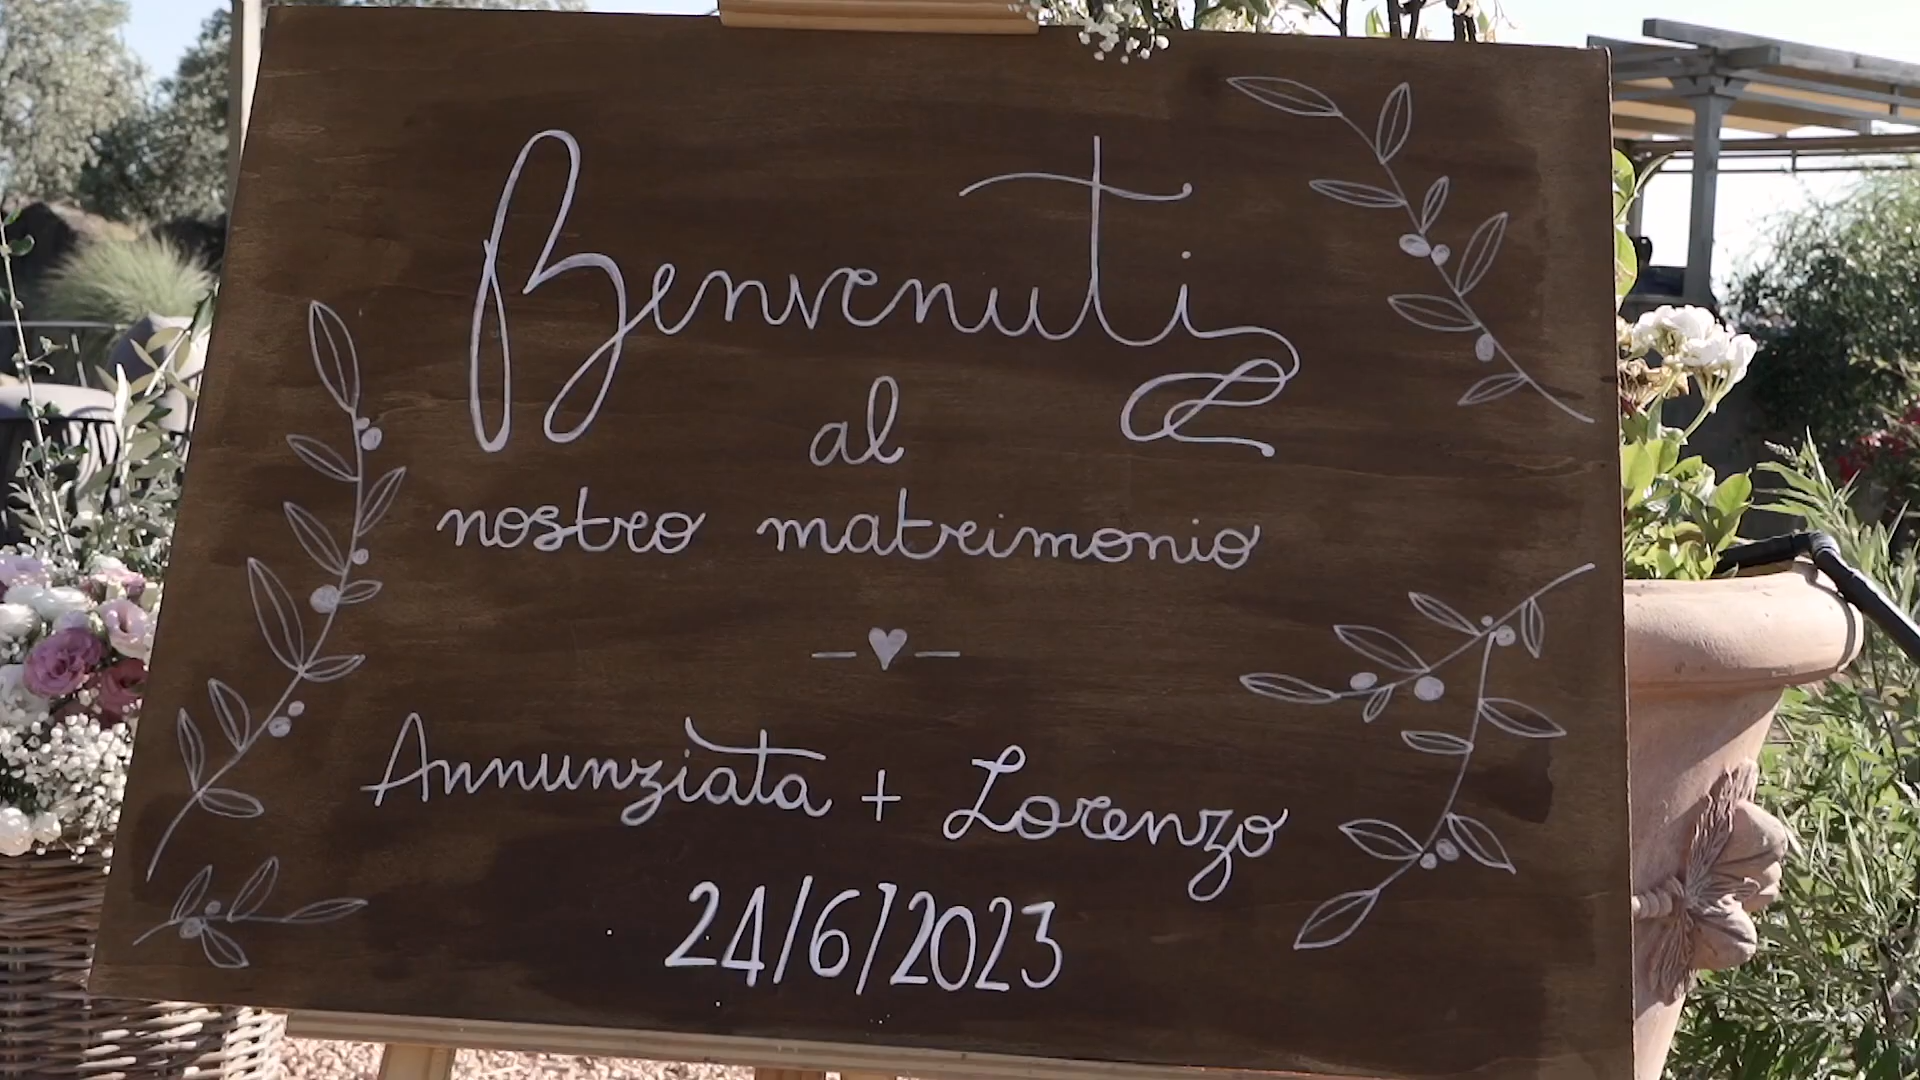 Benvenuti
al
nostro matrimonio
Annunziata + Lorenzo
24/6/2023